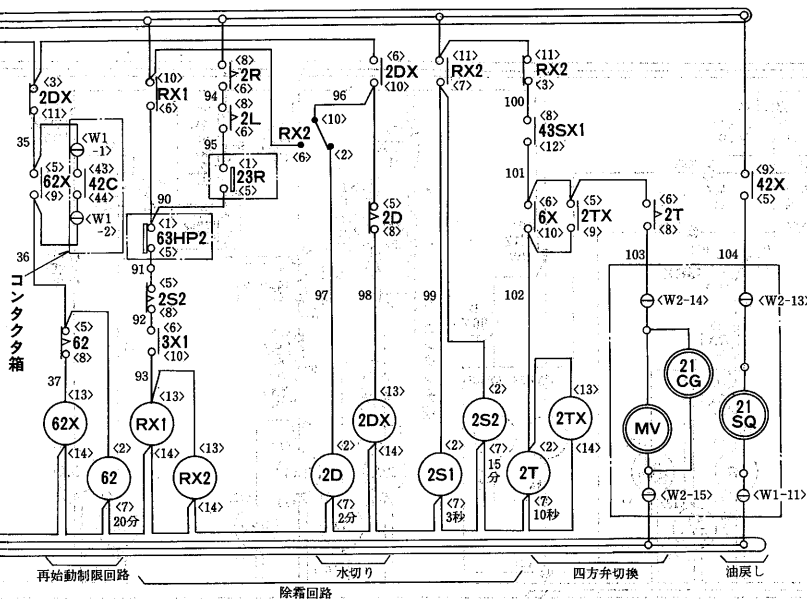 <3>
2DX
<11>
35
<5>
62X
<9>
<W1
-1>
<43>
42C
<44>
<W1
-2>
36
コンタクタ箱
<5>
62
<8>
37
<13>
62X
<14>
<2>
62
<7>
20分
<10>
RX1
<6>
90
<1>
63HP2
<5>
91
<5>
2S2
<8>
92
<6>
3X1
<10>
93
<13>
RX1
<14>
<13>
RX2
<14>
<8>
2R
<6>
94
<8>
2L
<6>
95
<1>
23R
<5>
RX2
<6>
<10>
<2>
96
97
<2>
2D
<7>
2分
<6>
2DX
<10>
2D
<8>
98
<13>
2DX
<14>
<11>
RX2
<7>
99
<2>
2S1
<7>
3秒
<2>
2S2
<7>
15
分
<11>
RX2
<3>
100
<8>
43SX1
<12>
101
<6>
6X
<10>
<5>
2TX
<9>
102
<2>
2T
<7>
10秒
<13>
2TX
<14>
<6>
2T
<8>
103
<W2-14>
21
CG
MV
<W2-15>
<9>
42X
<5>
104
<W2-13>
21
SQ
<W1-11>
再始動制限回路
水切り
四方弁切換
油戻し
除霜回路